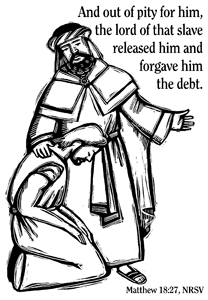 And out of pity for him,
the lord of that slave
released him and
forgave him
the debt.
Matthew 18:27, NRSV